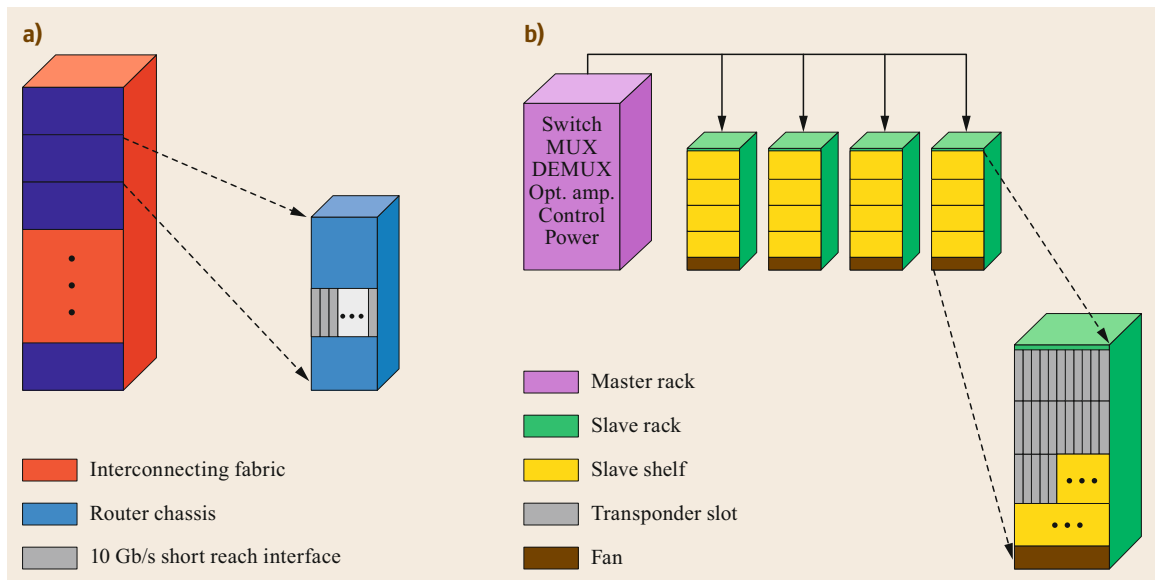 a)
b)
Switch
MUX
DEMUX
Opt. amp.
Control
Power
Interconnecting fabric
Router chassis
10 Gb/s short reach interface
Master rack
Slave rack
Slave shelf
Transponder slot
Fan